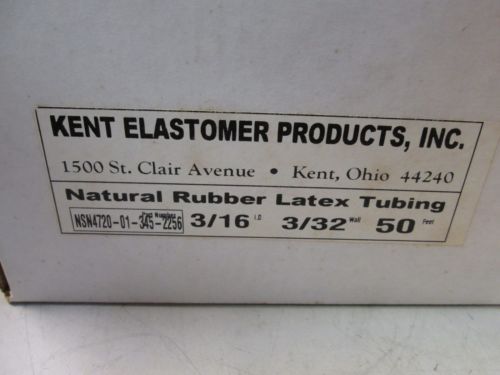 KENT ELASTOMER PRODUCTS, INC.
1500 St. Clair Avenue • Kent, Ohio 44240
Natural Rubber Latex Tubing
NSN4720-01-345-2256 3/16 I.D. 3/32 Wall 50 Feet